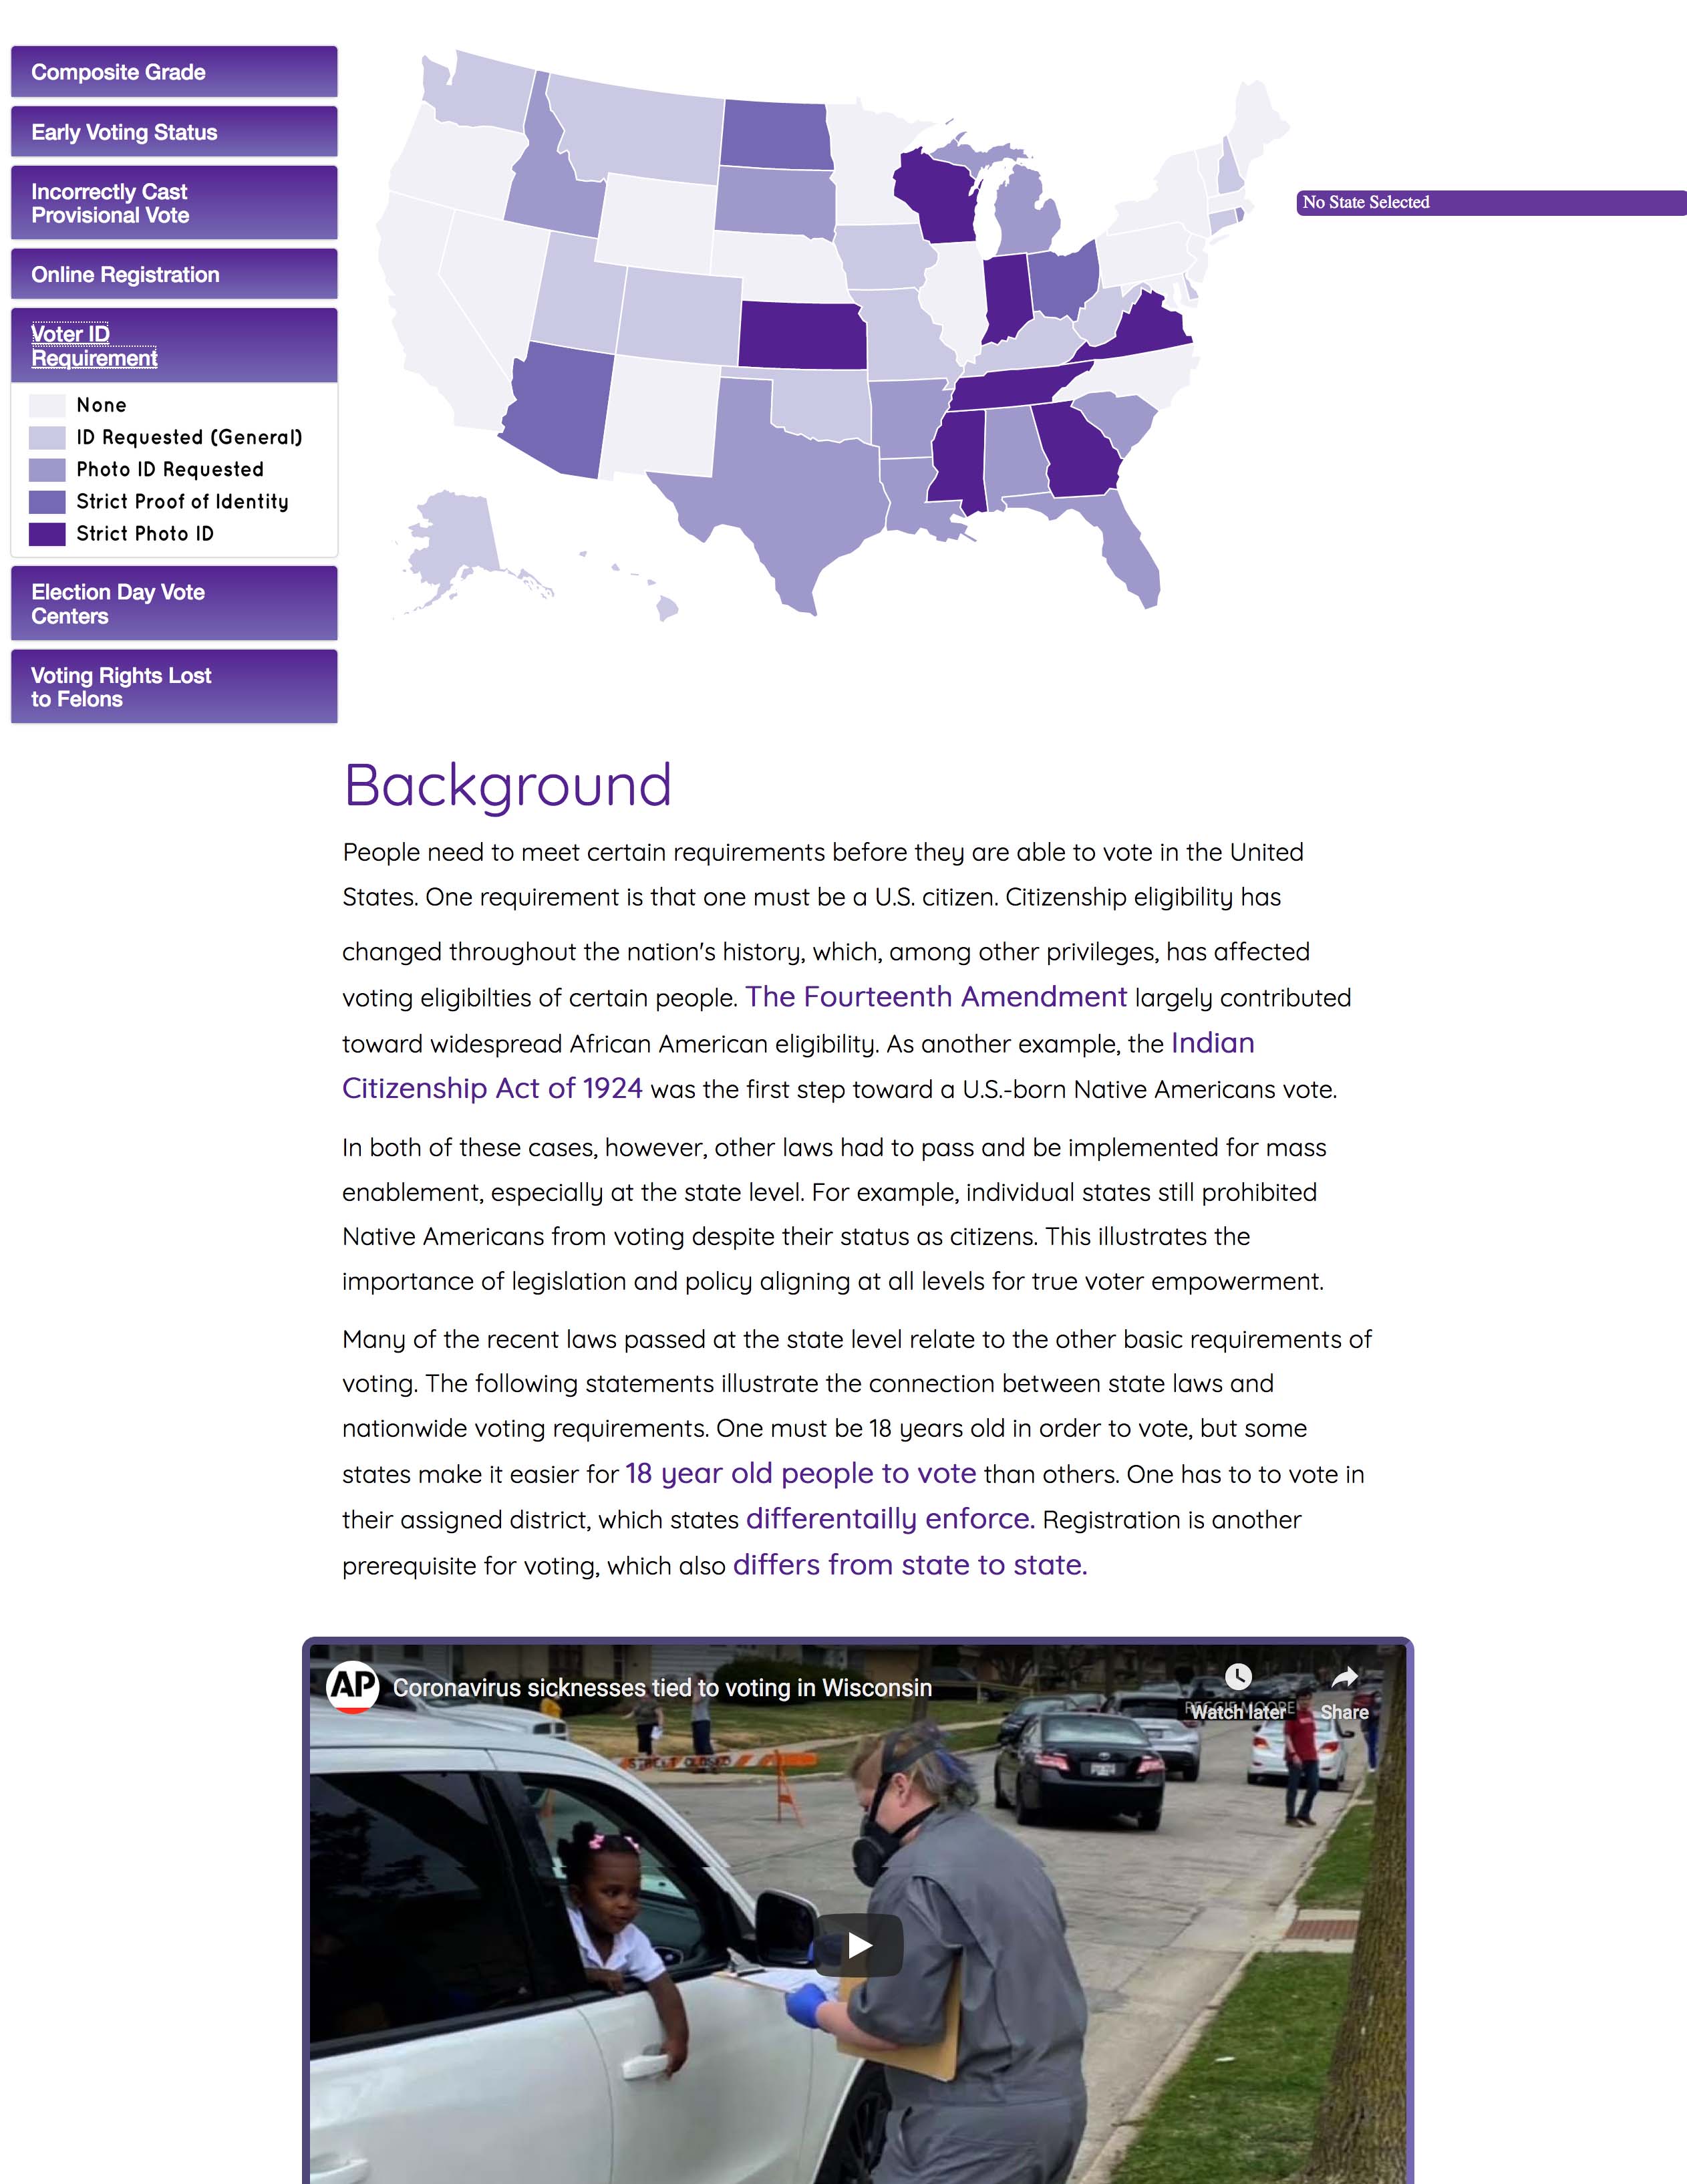 Composite Grade
Early Voting Status
Incorrectly Cast
Provisional Vote
Online Registration
Voter ID
Requirement
None
ID Requested (General)
Photo ID Requested
Strict Proof of Identity
Strict Photo ID
Election Day Vote
Centers
Voting Rights Lost
to Felons
No State Selected
Background
People need to meet certain requirements before they are able to vote in the United
States. One requirement is that one must be a U.S. citizen. Citizenship eligibility has
changed throughout the nation's history, which, among other privileges, has affected
voting eligibilties of certain people. The Fourteenth Amendment largely contributed
toward widespread African American eligibility. As another example, the Indian
Citizenship Act of 1924 was the first step toward a U.S.-born Native Americans vote.
In both of these cases, however, other laws had to pass and be implemented for mass
enablement, especially at the state level. For example, individual states still prohibited
Native Americans from voting despite their status as citizens. This illustrates the
importance of legislation and policy aligning at all levels for true voter empowerment.
Many of the recent laws passed at the state level relate to the other basic requirements of
voting. The following statements illustrate the connection between state laws and
nationwide voting requirements. One must be 18 years old in order to vote, but some
states make it easier for 18 year old people to vote than others. One has to to vote in
their assigned district, which states differentailly enforce. Registration is another
prerequisite for voting, which also differs from state to state.
AP
Coronavirus sicknesses tied to voting in Wisconsin
REGGIE MOORE
Watch later
Share
STREET CLOSED